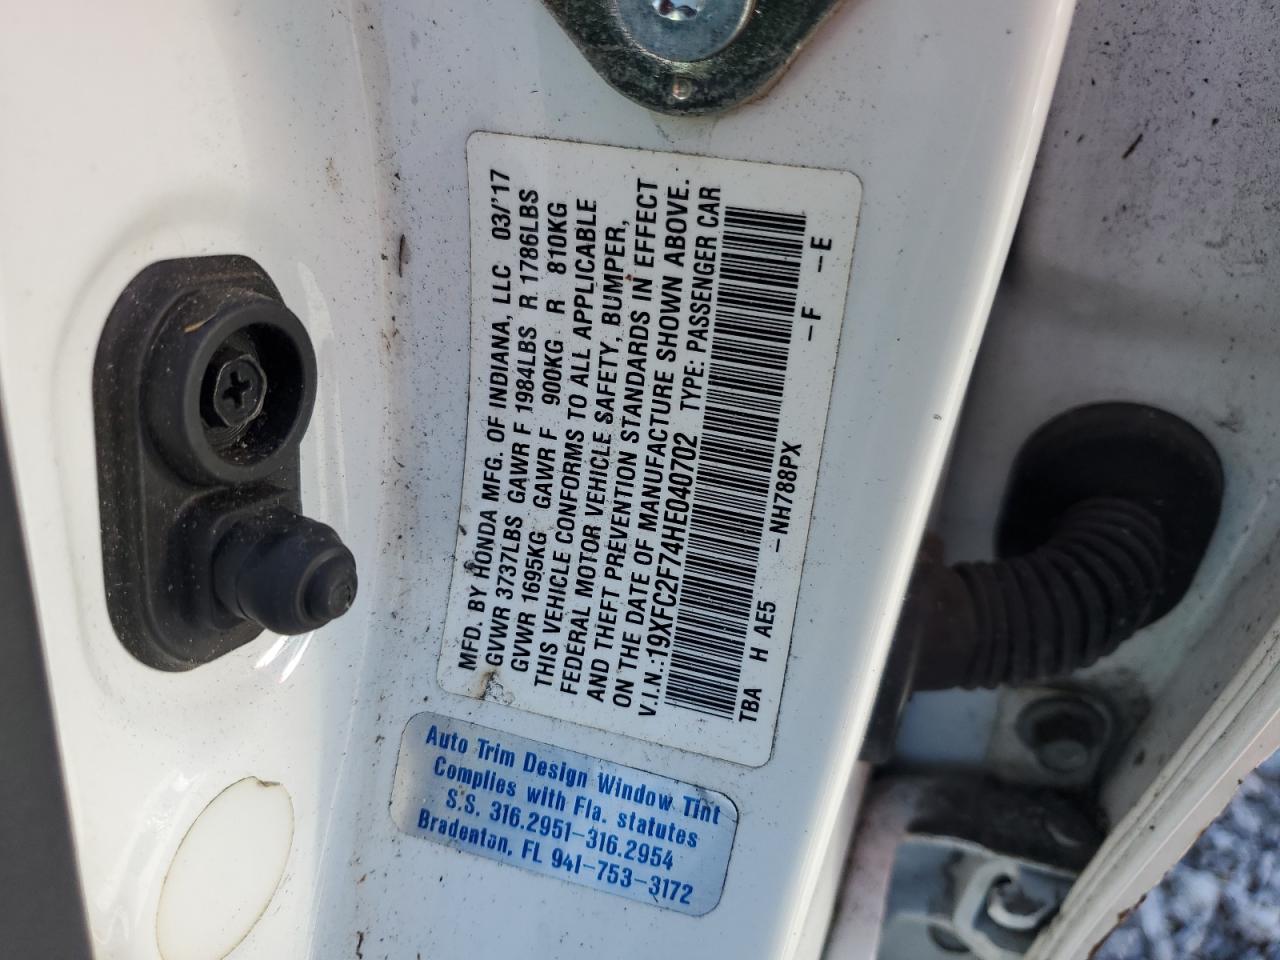 MFD. BY HONDA MFG. OF INDIANA, LLC 03/'17
GVWR 3737LBS GAWR F 1984LBS R 1786LBS
GVWR 1695KG GAWR F 900KG R 810KG
THIS VEHICLE CONFORMS TO ALL APPLICABLE
FEDERAL MOTOR VEHICLE SAFETY, BUMPER,
AND THEFT PREVENTION STANDARDS IN EFFECT
ON THE DATE OF MANUFACTURE SHOWN ABOVE.
V.I.N.:19XFC2F74HE040702 TYPE: PASSENGER CAR
TBA H AE5 -NH788PX -F -E
Auto Trim Design Window Tint
Complies with Fla. statutes
S.S. 316.2951-316.2954
Bradenton, FL 941-753-3172